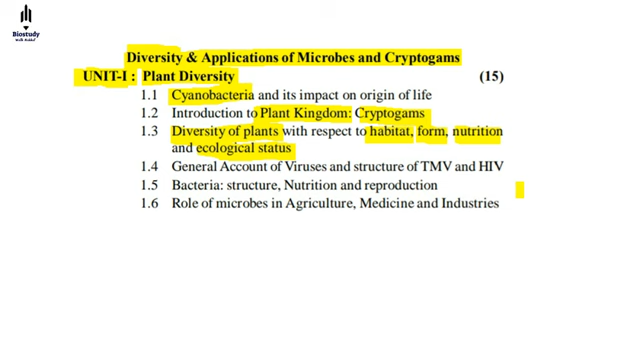 Biostudy
Diversity & Applications of Microbes and Cryptogams
UNIT-I : Plant Diversity (15)
1.1 Cyanobacteria and its impact on origin of life
1.2 Introduction to Plant Kingdom: Cryptogams
1.3 Diversity of plants with respect to habitat, form, nutrition
and ecological status
1.4 General Account of Viruses and structure of TMV and HIV
1.5 Bacteria: structure, Nutrition and reproduction
1.6 Role of microbes in Agriculture, Medicine and Industries